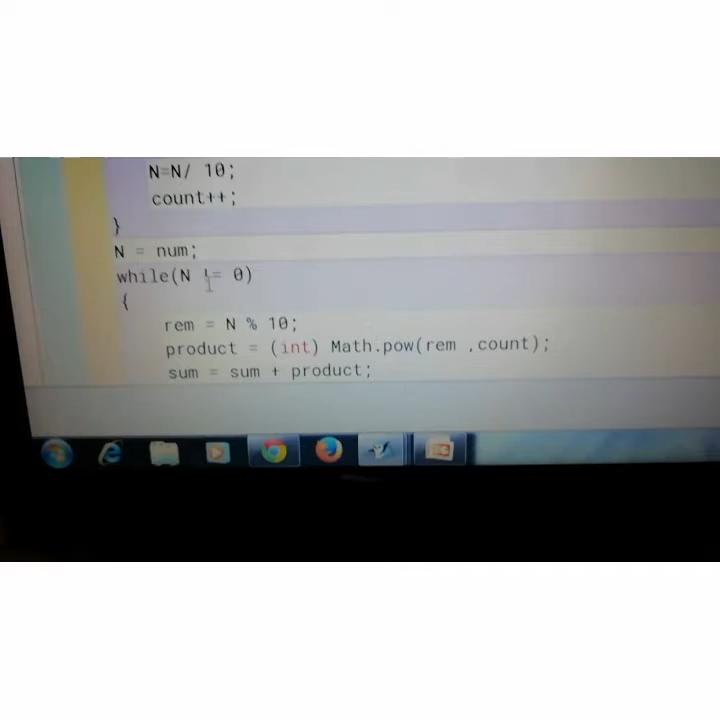 N=N/ 10;
count++;
}
N = num;
while(N != 0)
{
rem = N % 10;
product = (int) Math.pow(rem ,count);
sum = sum + product;